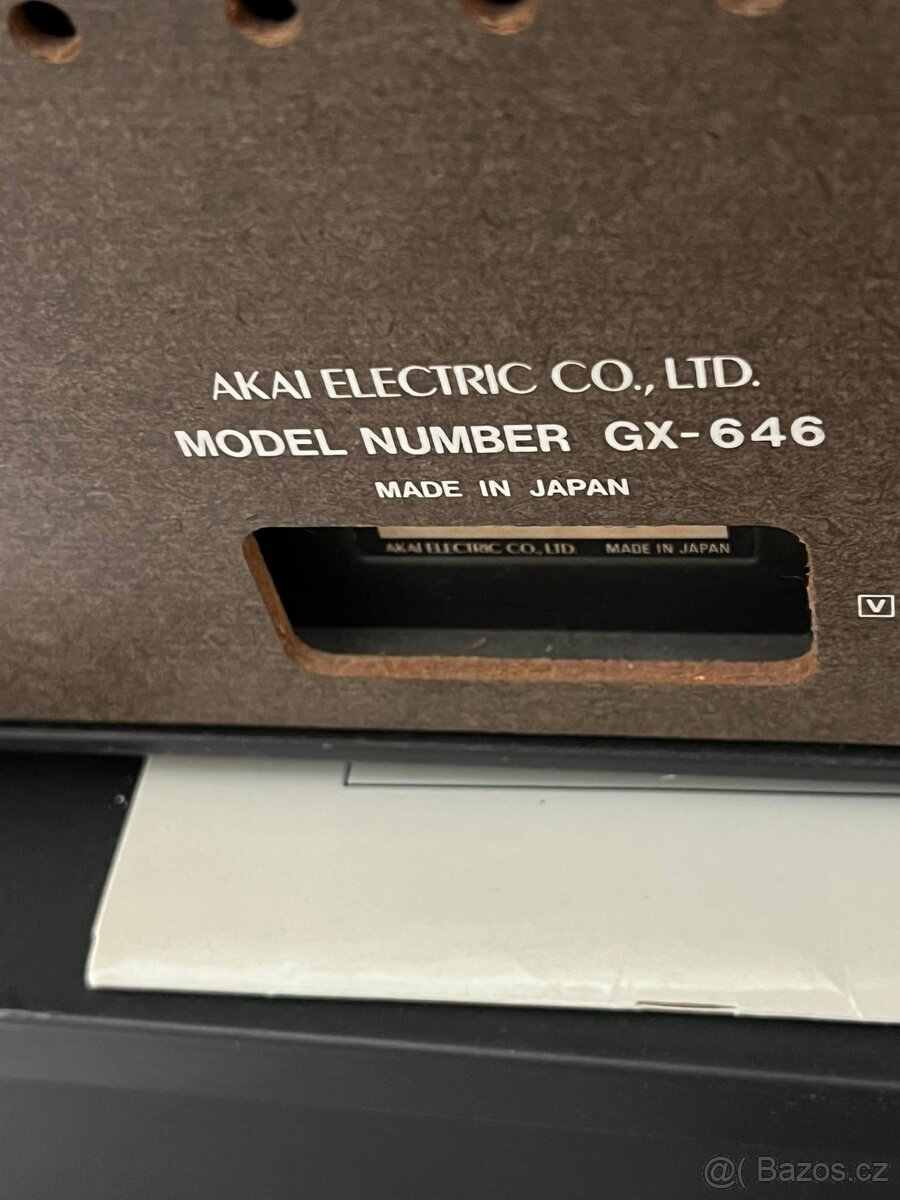 AKAI ELECTRIC CO., LTD.
MODEL NUMBER GX-646
MADE IN JAPAN
AKAI ELECTRIC CO., LTD. MADE IN JAPAN
V
@( Bazos.cz